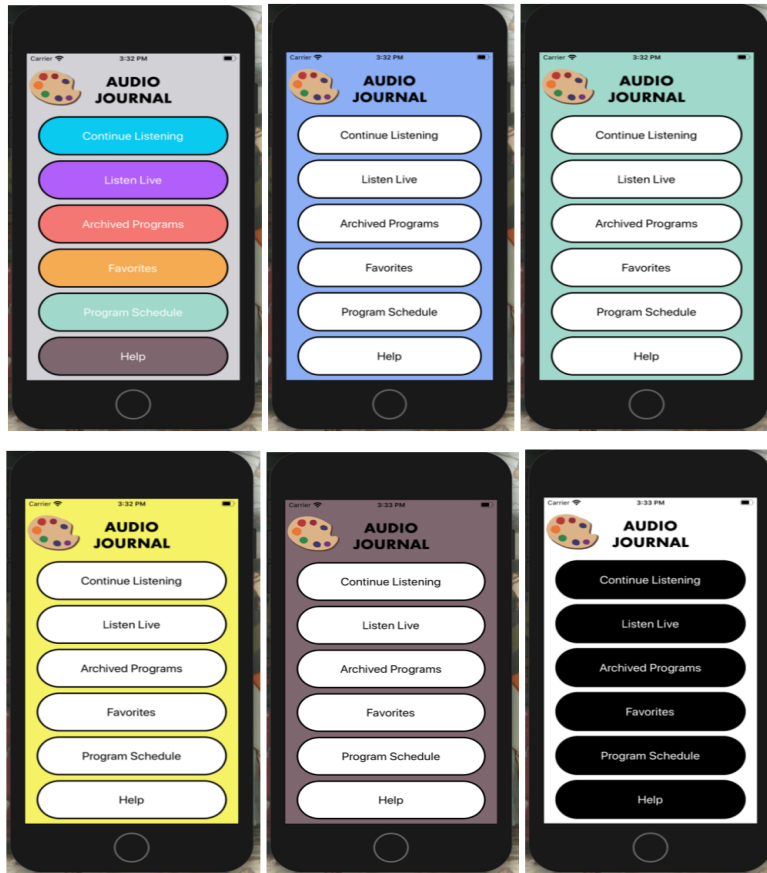 Carrier 3:32 PM
AUDIO
JOURNAL
Continue Listening
Listen Live
Archived Programs
Favorites
Program Schedule
Help
Carrier 3:32 PM
AUDIO
JOURNAL
Continue Listening
Listen Live
Archived Programs
Favorites
Program Schedule
Help
Carrier 3:32 PM
AUDIO
JOURNAL
Continue Listening
Listen Live
Archived Programs
Favorites
Program Schedule
Help
Carrier 3:32 PM
AUDIO
JOURNAL
Continue Listening
Listen Live
Archived Programs
Favorites
Program Schedule
Help
Carrier 3:33 PM
AUDIO
JOURNAL
Continue Listening
Listen Live
Archived Programs
Favorites
Program Schedule
Help
Carrier 3:33 PM
AUDIO
JOURNAL
Continue Listening
Listen Live
Archived Programs
Favorites
Program Schedule
Help